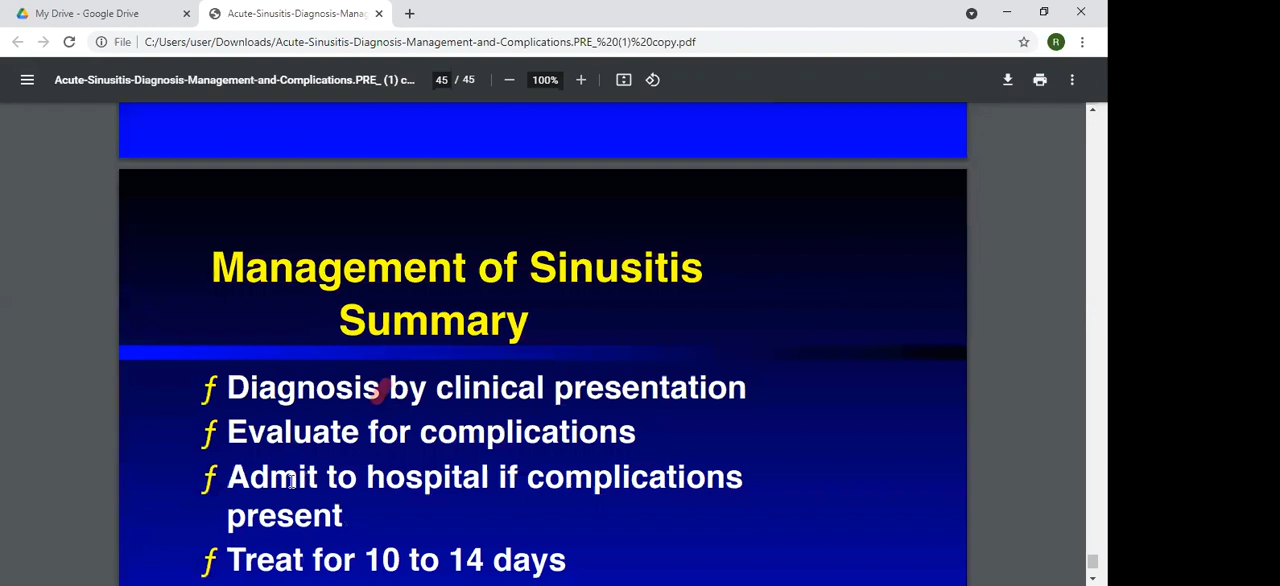 My Drive - Google Drive
Acute-Sinusitis-Diagnosis-Mana
File
C:/Users/user/Downloads/Acute-Sinusitis-Diagnosis-Management-and-Complications.PRE_%20(1)%20copy.pdf
R
Acute-Sinusitis-Diagnosis-Management-and-Complications.PRE_ (1) c...
45 / 45
100%
Management of Sinusitis
Summary
ƒ Diagnosis by clinical presentation
ƒ Evaluate for complications
ƒ Admit to hospital if complications
present
ƒ Treat for 10 to 14 days